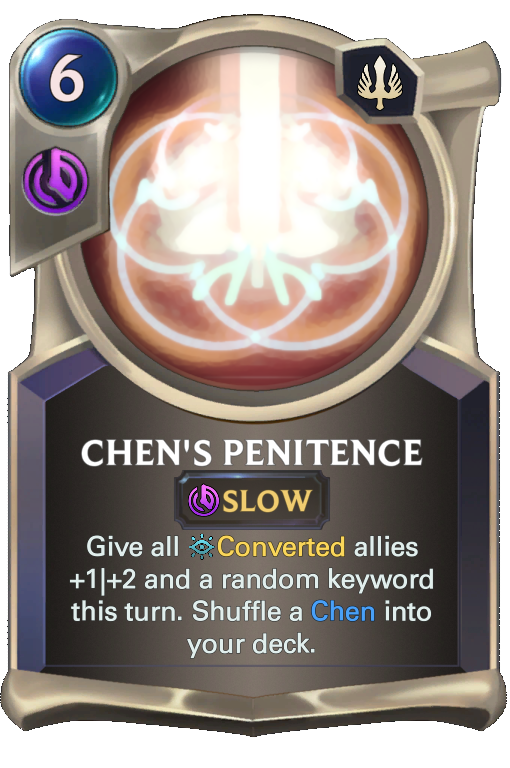 6
CHEN'S PENITENCE
SLOW
Give all Converted allies
+1|+2 and a random keyword
this turn. Shuffle a Chen into
your deck.